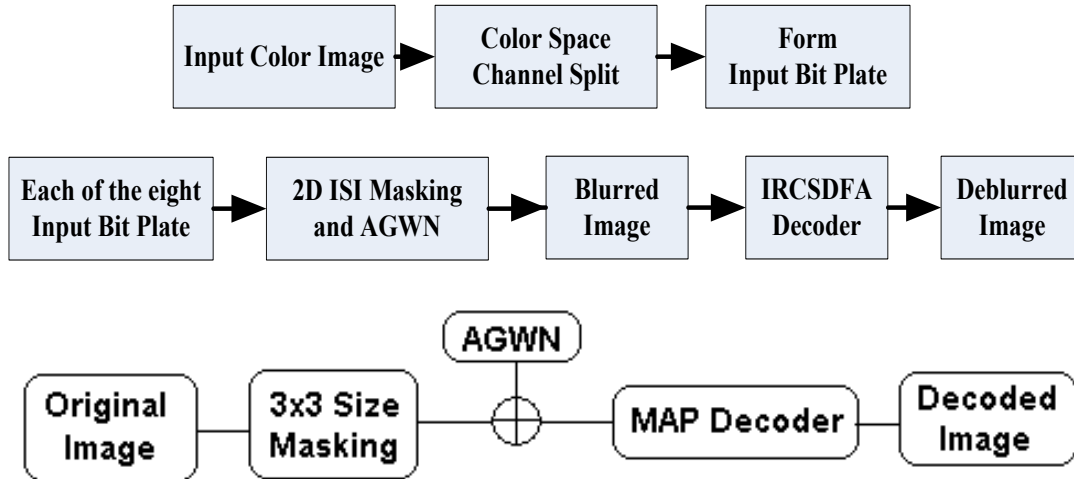 Input Color Image
Color Space
Channel Split
Form
Input Bit Plate
Each of the eight
Input Bit Plate
2D ISI Masking
and AGWN
Blurred
Image
IRCSDFA
Decoder
Deblurred
Image
AGWN
Original
Image
3x3 Size
Masking
MAP Decoder
Decoded
Image